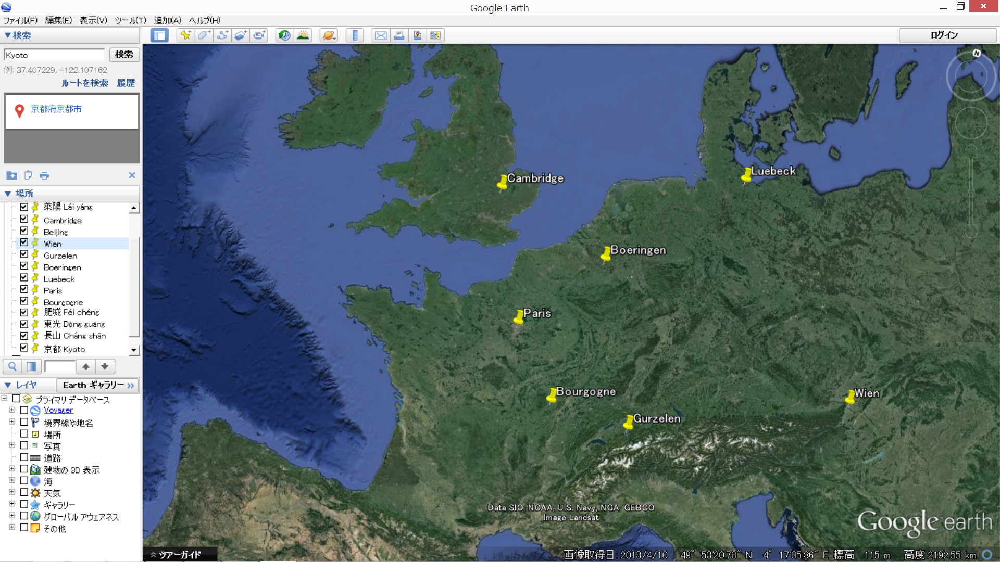 Google Earth
ファイル(F) 編集(E) 表示(V) ツール(T) 追加(A) ヘルプ(H)
検索
ログイン
Kyoto 検索
例: 37.407229, -122.107162
ルートを検索 履歴
京都府京都市
場所
萊陽 Lái yáng
Cambridge
Beijing
Wien
Gurzelen
Boeringen
Luebeck
Paris
Bourgogne
肥城 Féi chéng
東光 Dōng guāng
長山 Cháng shān
京都 Kyoto
レイヤ Earth ギャラリー »
プライマリ データベース
Voyager
境界線や地名
場所
写真
道路
建物の 3D 表示
海
天気
ギャラリー
グローバル アウェアネス
その他
N
Luebeck
Cambridge
Boeringen
Paris
Bourgogne
Wien
Gurzelen
Data SIO, NOAA, U.S. Navy, NGA, GEBCO
Image Landsat
Google earth
ツアーガイド
画像取得日: 2013/4/10 49° 53'20.78" N 4° 17'05.86" E 標高 115 m 高度 2192.55 km